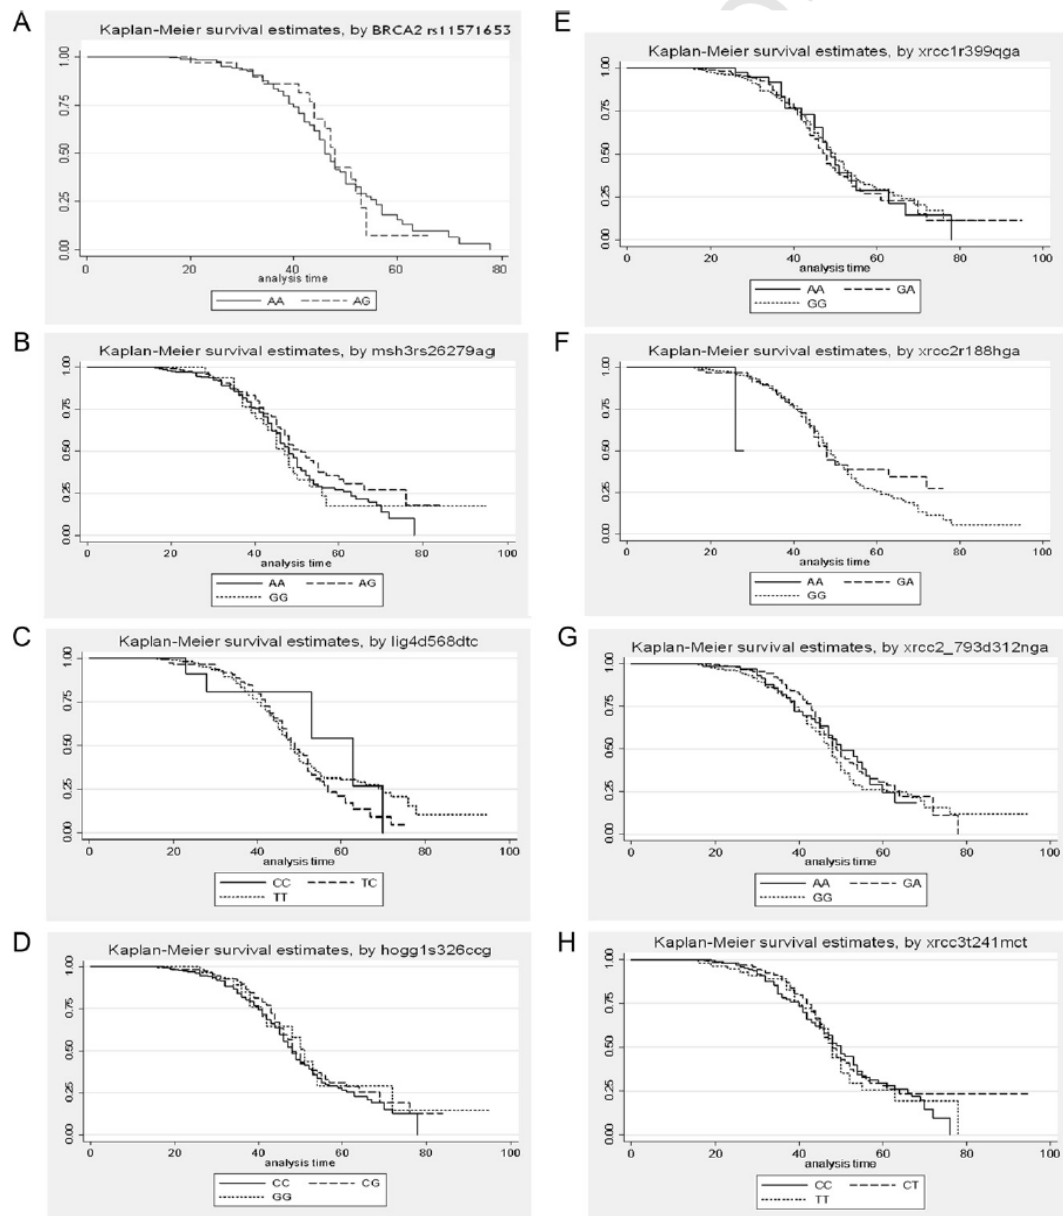 A
Kaplan-Meier survival estimates, by BRCA2 rs11571653
1.00
0.75
0.50
0.25
0.00
0 20 40 60 80
analysis time
AA AG
B
Kaplan-Meier survival estimates, by msh3rs26279ag
1.00
0.75
0.50
0.25
0.00
0 20 40 60 80 100
analysis time
AA AG
GG
C
Kaplan-Meier survival estimates, by lig4d568dtc
1.00
0.75
0.50
0.25
0.00
0 20 40 60 80 100
analysis time
CC TC
TT
D
Kaplan-Meier survival estimates, by hogg1s326ccg
1.00
0.75
0.50
0.25
0.00
0 20 40 60 80 100
analysis time
CC CG
GG
E
Kaplan-Meier survival estimates, by xrcc1r399qga
1.00
0.75
0.50
0.25
0.00
0 20 40 60 80 100
analysis time
AA GA
GG
F
Kaplan-Meier survival estimates, by xrcc2r188hga
1.00
0.75
0.50
0.25
0.00
0 20 40 60 80 100
analysis time
AA GA
GG
G
Kaplan-Meier survival estimates, by xrcc2_793d312nga
1.00
0.75
0.50
0.25
0.00
0 20 40 60 80 100
analysis time
AA GA
GG
H
Kaplan-Meier survival estimates, by xrcc3t241mct
1.00
0.75
0.50
0.25
0.00
0 20 40 60 80 100
analysis time
CC CT
TT